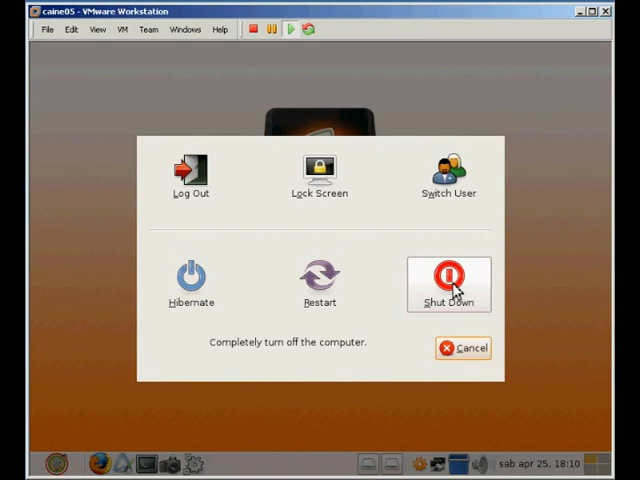 caine05 - VMware Workstation
File Edit View VM Team Windows Help
Log Out Lock Screen Switch User
Hibernate Restart Shut Down
Completely turn off the computer.
Cancel
sab apr 25, 18:10